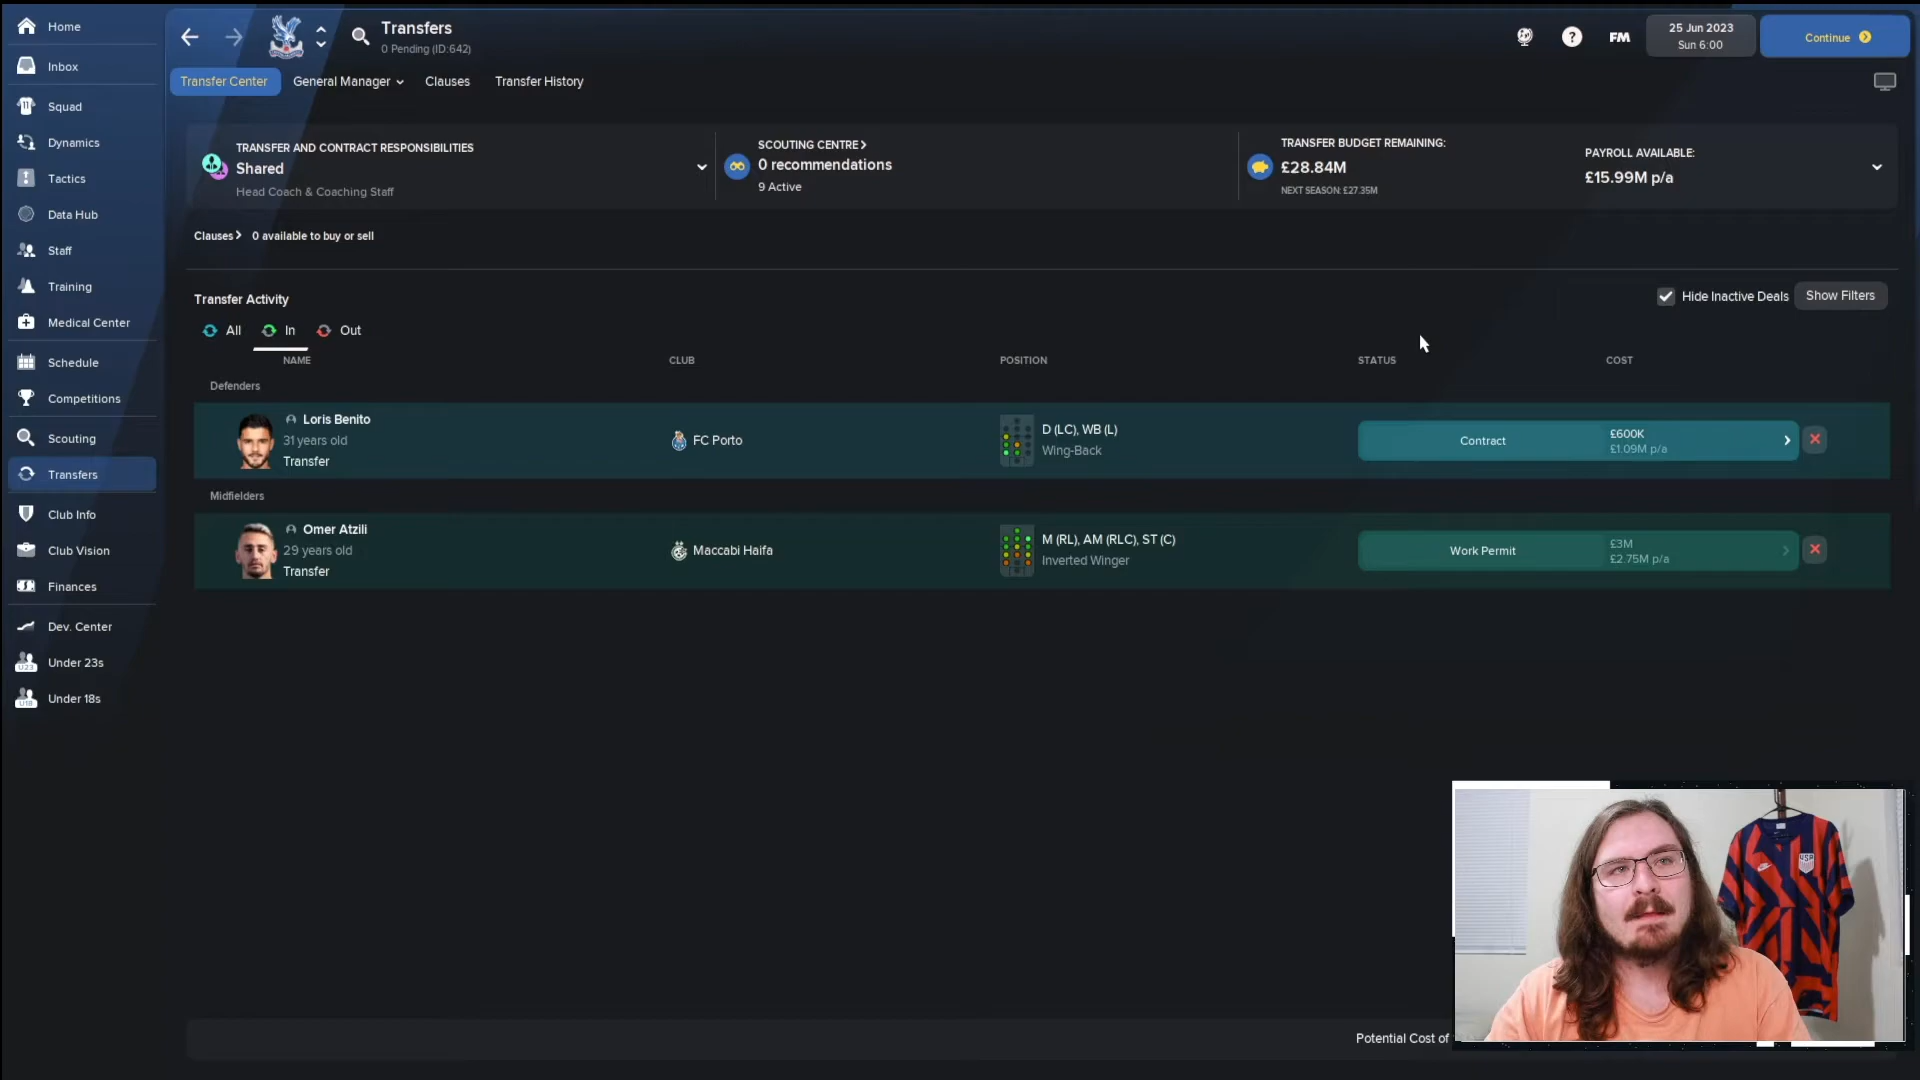 Home
Inbox
Squad
Dynamics
Tactics
Data Hub
Staff
Training
Medical Center
Schedule
Competitions
Scouting
Transfers
Club Info
Club Vision
Finances
Dev. Center
U23 Under 23s
U18 Under 18s
Transfers
0 Pending (ID:642)
?
FM
25 Jun 2023
Sun 6:00
Continue
Transfer Center General Manager Clauses Transfer History
TRANSFER AND CONTRACT RESPONSIBILITIES
Shared
Head Coach & Coaching Staff
SCOUTING CENTRE>
0 recommendations
9 Active
TRANSFER BUDGET REMAINING:
£28.84M
NEXT SEASON: £27.35M
PAYROLL AVAILABLE:
£15.99M p/a
Clauses> 0 available to buy or sell
Transfer Activity
Hide Inactive Deals Show Filters
All In Out
NAME CLUB POSITION STATUS COST
Defenders
Loris Benito
31 years old
Transfer
FC Porto
D (LC), WB (L)
Wing-Back
Contract
£600K
£1.09M p/a
Midfielders
Omer Atzili
29 years old
Transfer
Maccabi Haifa
M (RL), AM (RLC), ST (C)
Inverted Winger
Work Permit
£3M
£2.75M p/a
Potential Cost of